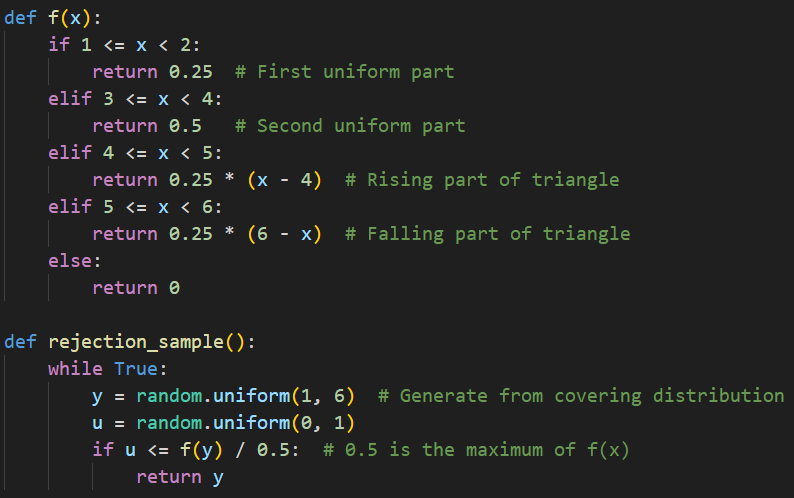 def f(x):
    if 1 <= x < 2:
        return 0.25  # First uniform part
    elif 3 <= x < 4:
        return 0.5   # Second uniform part
    elif 4 <= x < 5:
        return 0.25 * (x - 4)  # Rising part of triangle
    elif 5 <= x < 6:
        return 0.25 * (6 - x)  # Falling part of triangle
    else:
        return 0

def rejection_sample():
    while True:
        y = random.uniform(1, 6)  # Generate from covering distribution
        u = random.uniform(0, 1)
        if u <= f(y) / 0.5:  # 0.5 is the maximum of f(x)
            return y